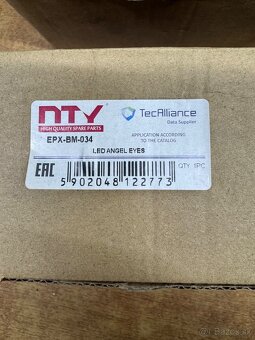 NTY
HIGH QUALITY SPARE PARTS
TecAlliance
Data Supplier
EPX-BM-034
APPLICATION ACCORDING
TO THE CATALOG
LED ANGEL EYES
EAC
QTY: 1PC
5 902048 122773